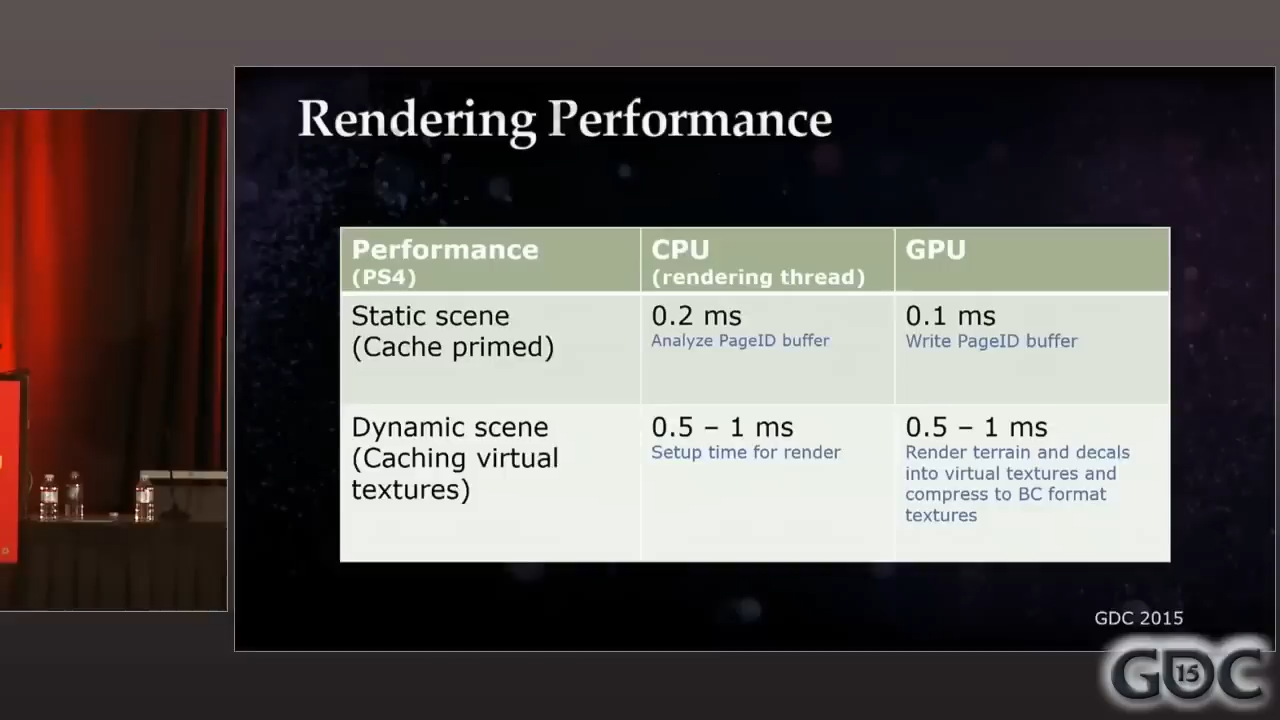 Rendering Performance
Performance
(PS4)
CPU
(rendering thread)
GPU
Static scene
(Cache primed)
0.2 ms
Analyze PageID buffer
0.1 ms
Write PageID buffer
Dynamic scene
(Caching virtual
textures)
0.5 – 1 ms
Setup time for render
0.5 – 1 ms
Render terrain and decals
into virtual textures and
compress to BC format
textures
GDC 2015
GDC 15